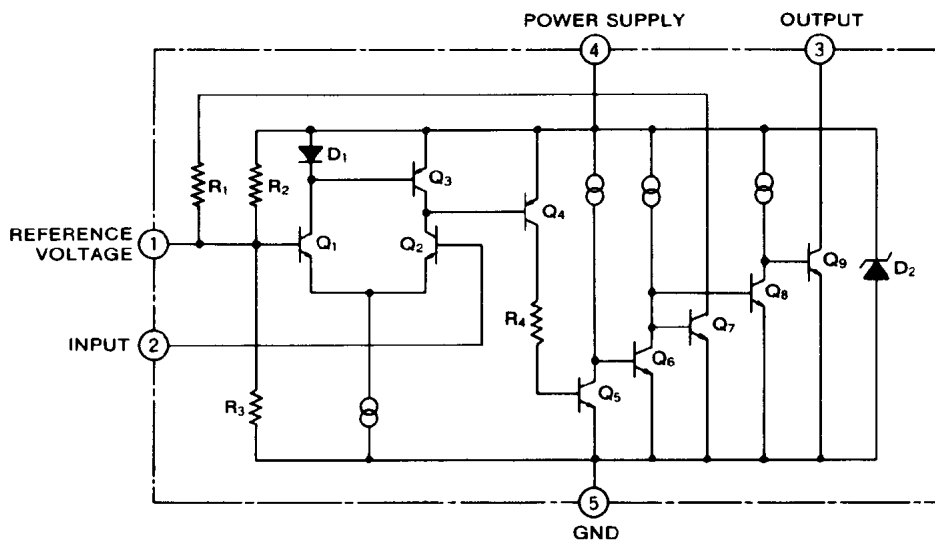 POWER SUPPLY
OUTPUT
4
3
D1
Q3
R1
R2
Q4
REFERENCE
VOLTAGE
1
Q1
Q2
Q9
D2
Q8
R4
Q7
INPUT
2
Q6
R3
Q5
5
GND